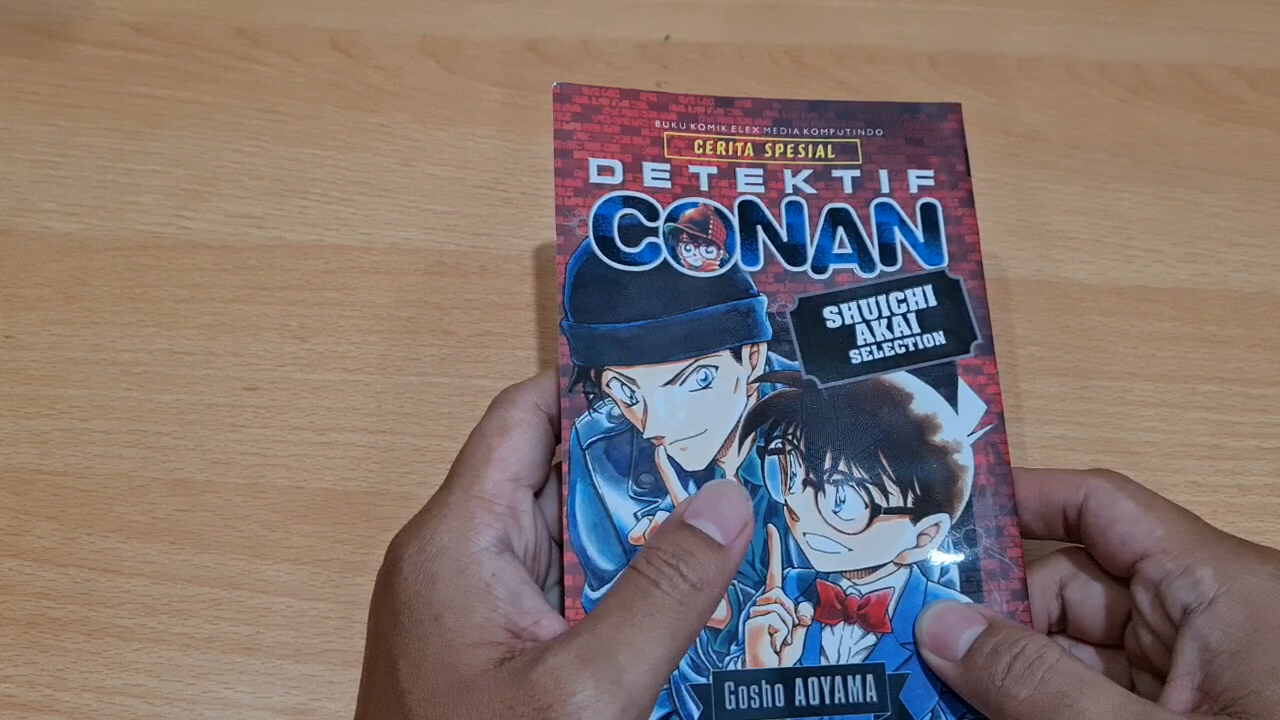 BUKU KOMIK ELEX MEDIA KOMPUTINDO
CERITA SPESIAL
DETEKTIF
CONAN
SHUICHI
AKAI
SELECTION
Gosho AOYAMA